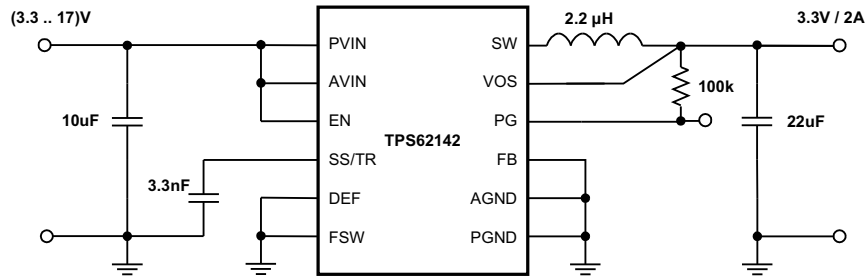 (3.3 .. 17)V
2.2 µH
3.3V / 2A
PVIN
SW
AVIN
VOS
100k
10uF
EN
PG
22uF
TPS62142
SS/TR
FB
3.3nF
DEF
AGND
FSW
PGND